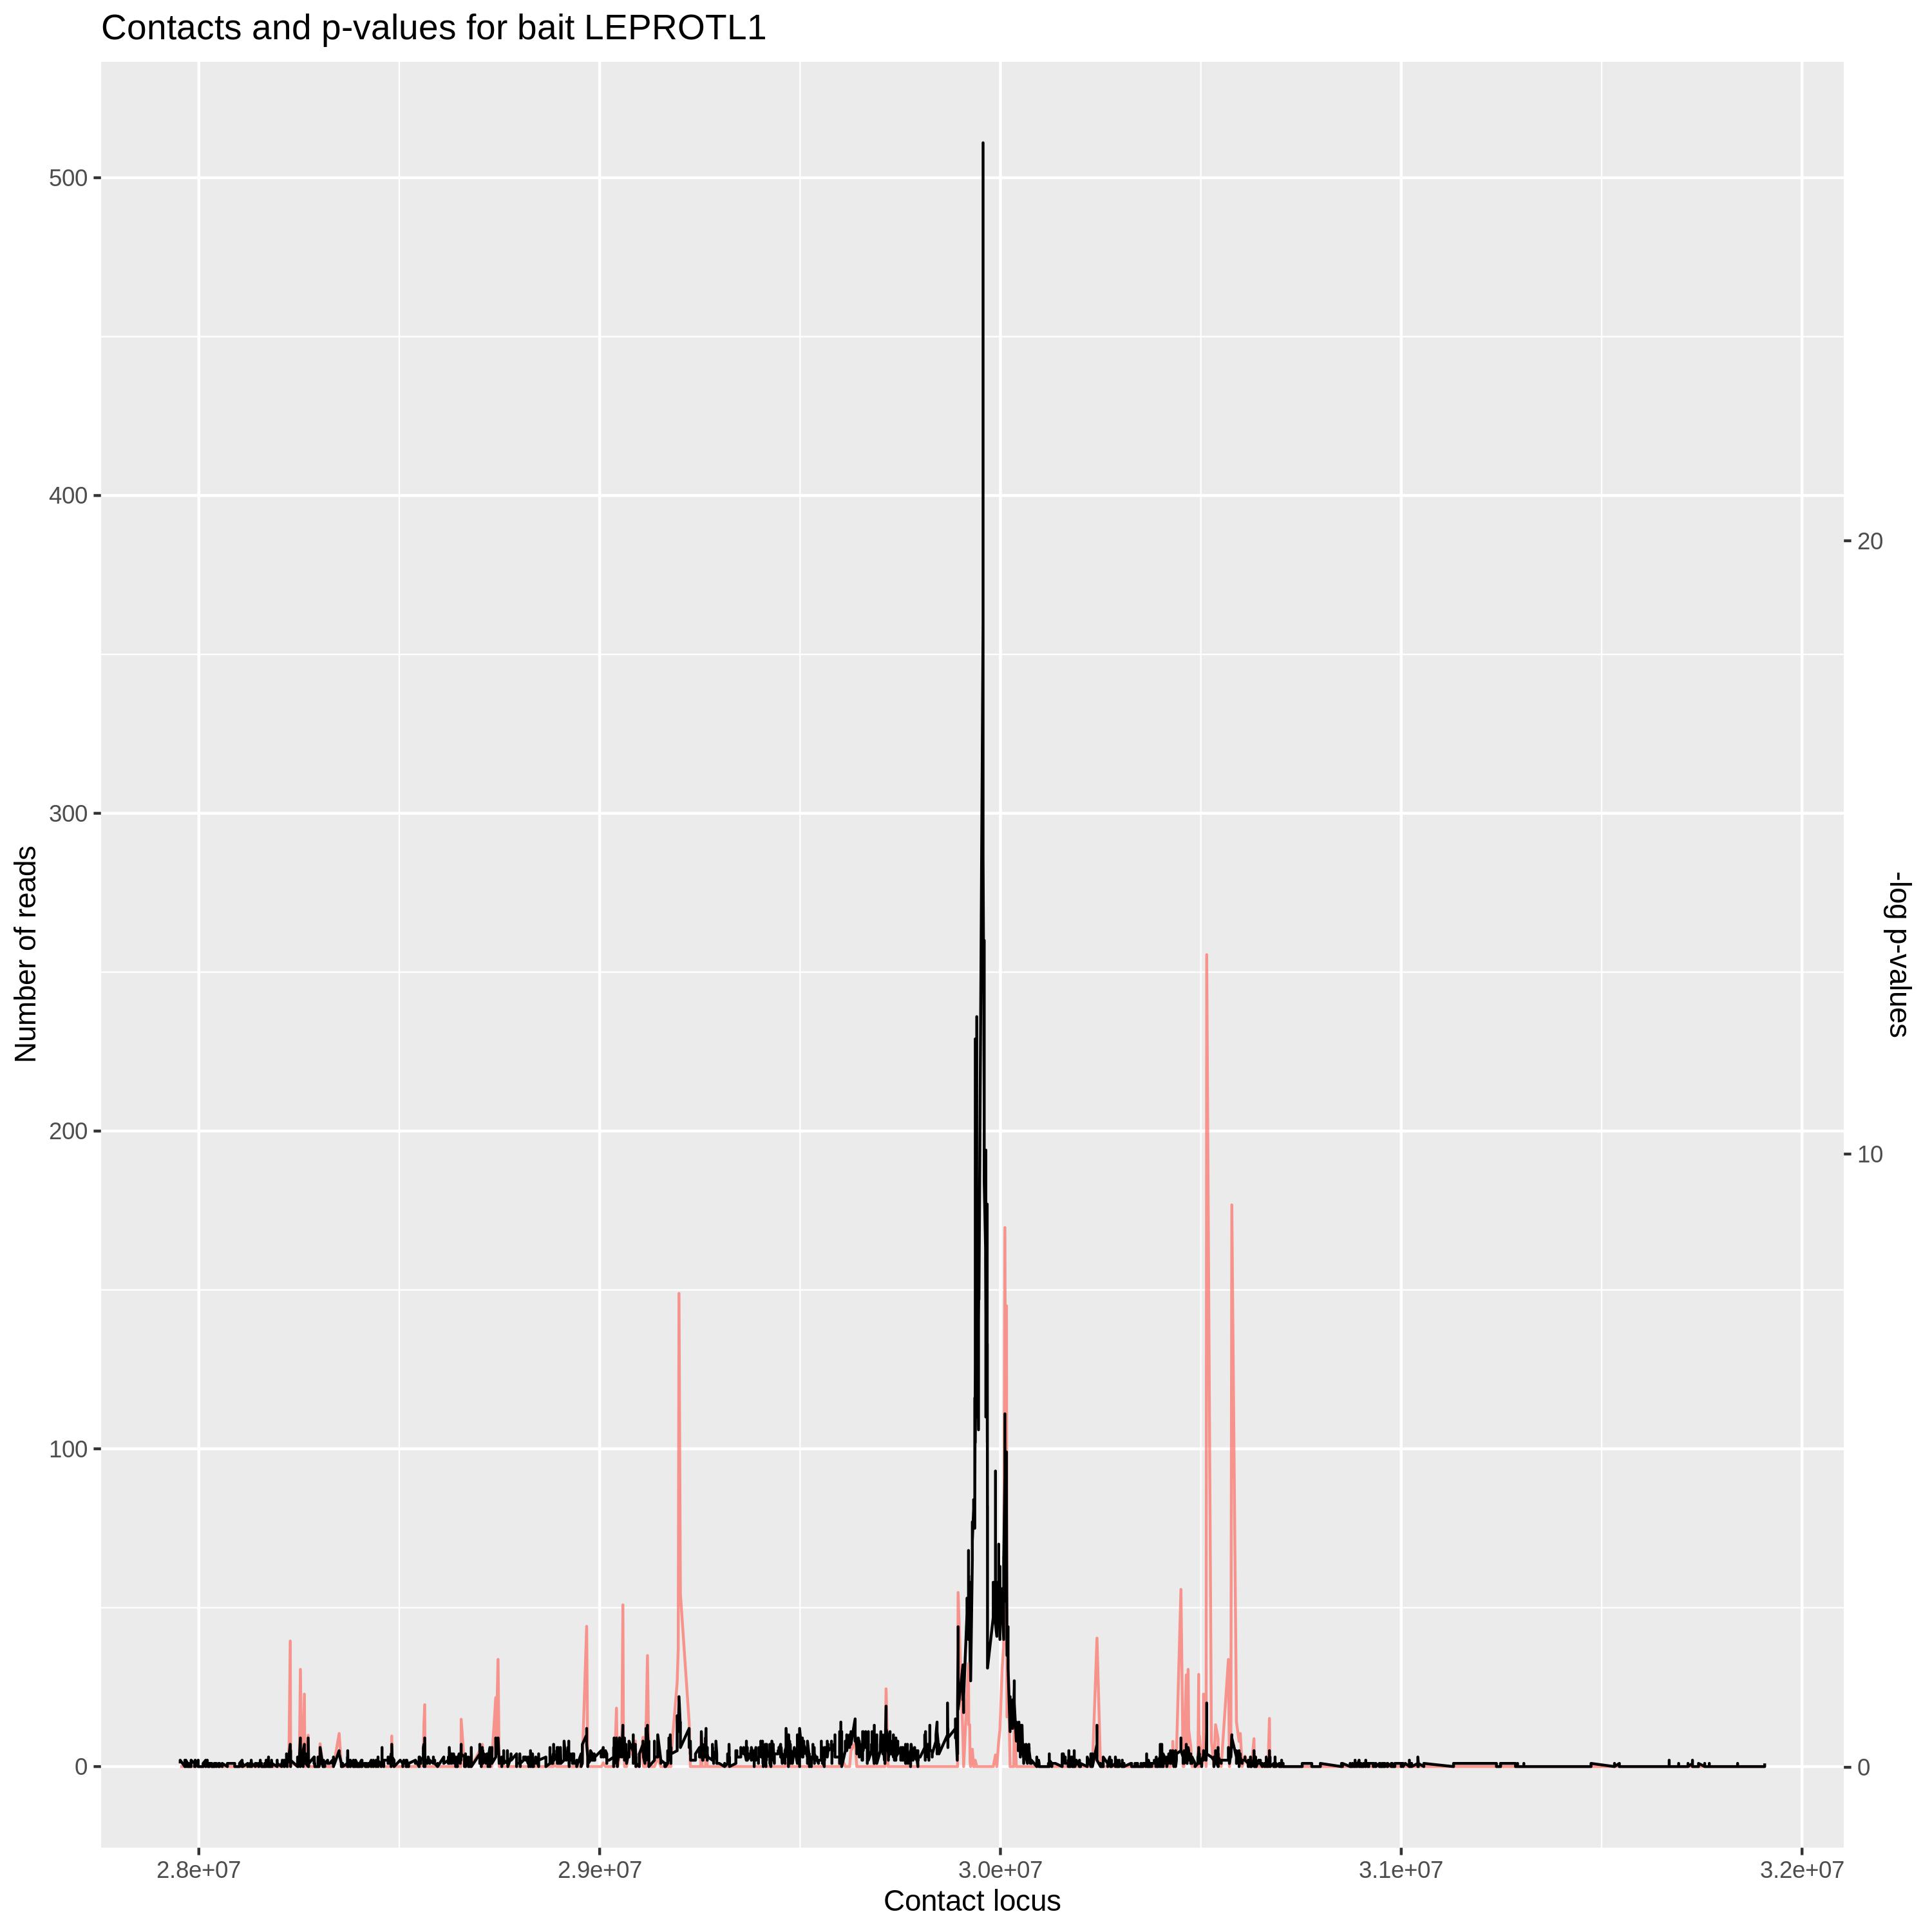 Contacts and p-values for bait LEPROTL1
500
400
300
200
100
0
Number of reads
20
10
0
-log p-values
2.8e+07
2.9e+07
3.0e+07
3.1e+07
3.2e+07
Contact locus